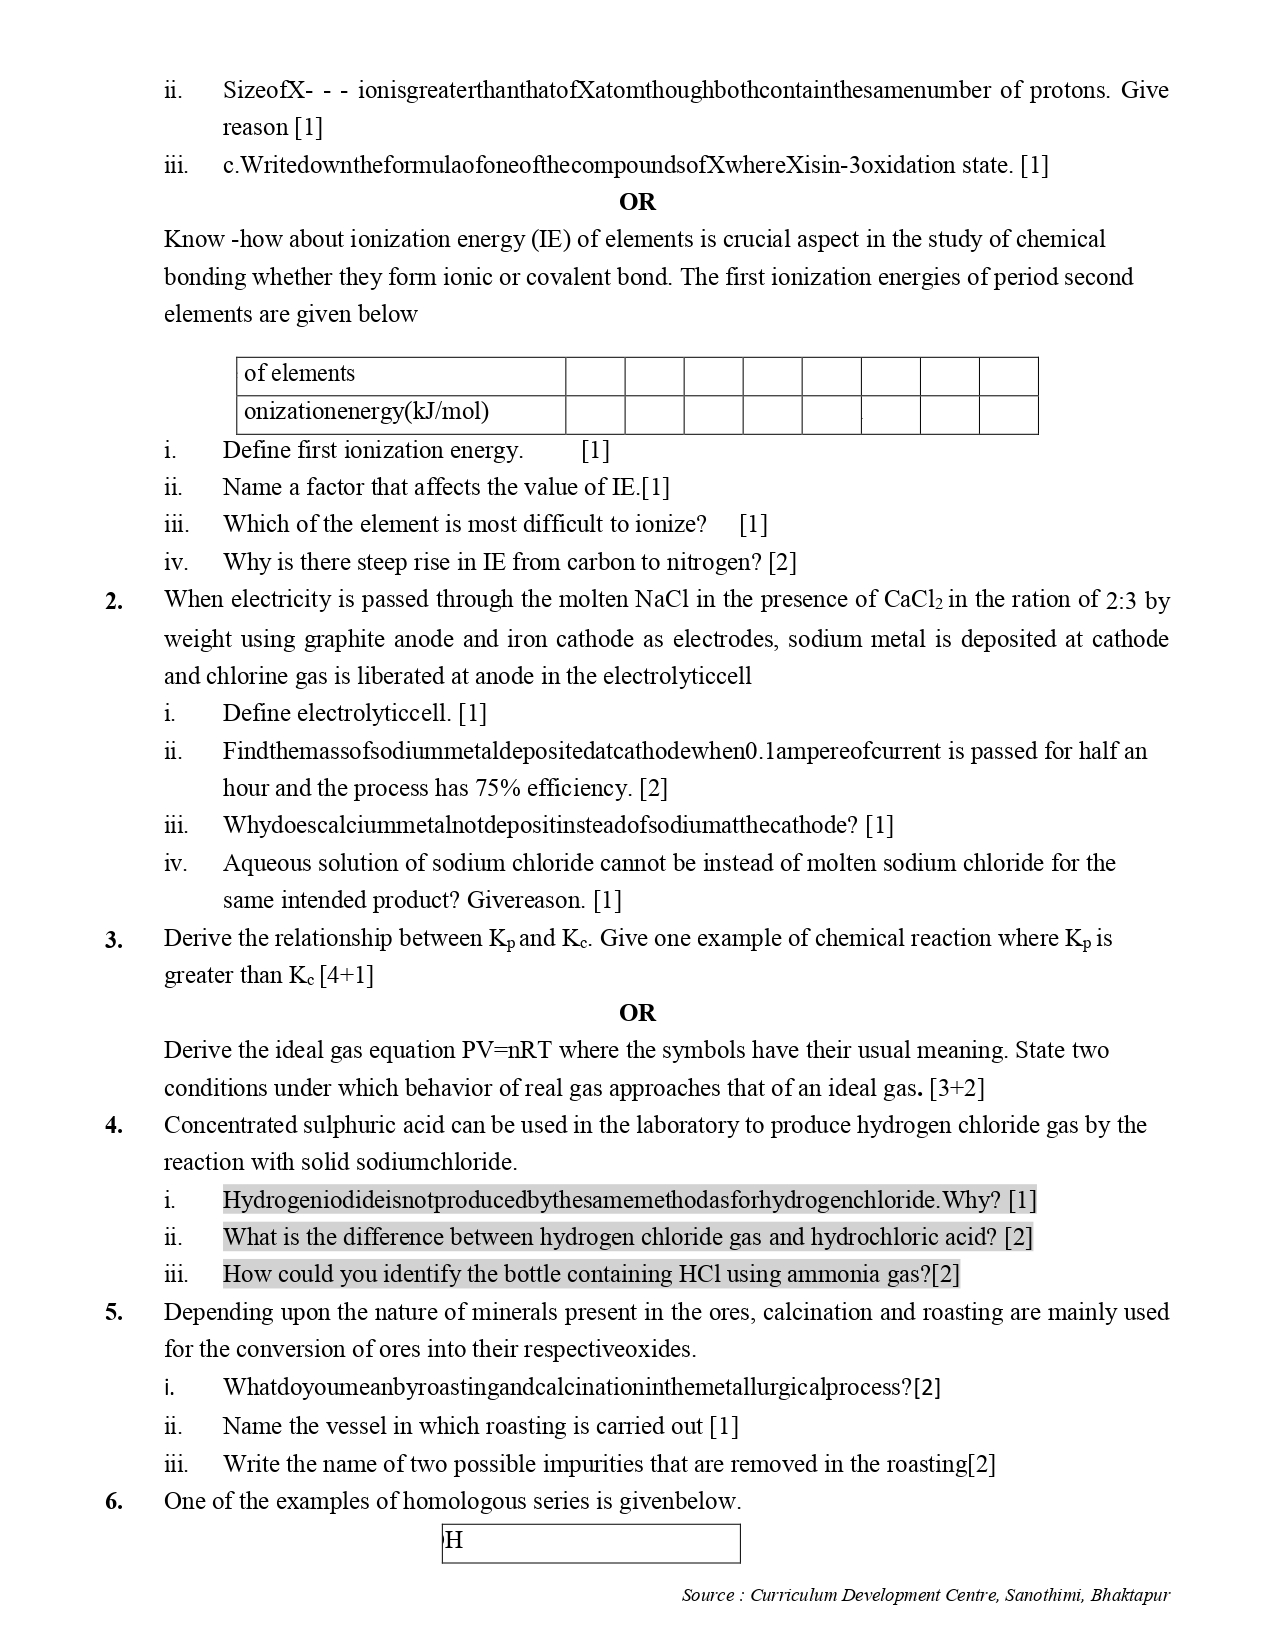 ii. SizeofX- - - ionisgreaterthanthatofXatomthoughbothcontainthesamenumber of protons. Give
reason [1]
iii. c.WritedowntheformulaofoneofthecompoundsofXwhereXisin-3oxidation state. [1]
OR
Know -how about ionization energy (IE) of elements is crucial aspect in the study of chemical
bonding whether they form ionic or covalent bond. The first ionization energies of period second
elements are given below
of elements
onizationenergy(kJ/mol)
i. Define first ionization energy. [1]
ii. Name a factor that affects the value of IE.[1]
iii. Which of the element is most difficult to ionize? [1]
iv. Why is there steep rise in IE from carbon to nitrogen? [2]
2. When electricity is passed through the molten NaCl in the presence of CaCl₂ in the ration of 2:3 by
weight using graphite anode and iron cathode as electrodes, sodium metal is deposited at cathode
and chlorine gas is liberated at anode in the electrolyticcell
i. Define electrolyticcell. [1]
ii. Findthemassofsodiummetaldepositedatcathodewhen0.1ampereofcurrent is passed for half an
hour and the process has 75% efficiency. [2]
iii. Whydoescalciummetalnotdepositinsteadofsodiumatthecathode? [1]
iv. Aqueous solution of sodium chloride cannot be instead of molten sodium chloride for the
same intended product? Givereason. [1]
3. Derive the relationship between Kp and Kc. Give one example of chemical reaction where Kp is
greater than Kc [4+1]
OR
Derive the ideal gas equation PV=nRT where the symbols have their usual meaning. State two
conditions under which behavior of real gas approaches that of an ideal gas. [3+2]
4. Concentrated sulphuric acid can be used in the laboratory to produce hydrogen chloride gas by the
reaction with solid sodiumchloride.
i. Hydrogeniodideisnotproducedbythesamemethodasforhydrogenchloride.Why? [1]
ii. What is the difference between hydrogen chloride gas and hydrochloric acid? [2]
iii. How could you identify the bottle containing HCl using ammonia gas?[2]
5. Depending upon the nature of minerals present in the ores, calcination and roasting are mainly used
for the conversion of ores into their respectiveoxides.
i. Whatdoyoumeanbyroastingandcalcinationinthemetallurgicalprocess?[2]
ii. Name the vessel in which roasting is carried out [1]
iii. Write the name of two possible impurities that are removed in the roasting[2]
6. One of the examples of homologous series is givenbelow.
H
Source : Curriculum Development Centre, Sanothimi, Bhaktapur